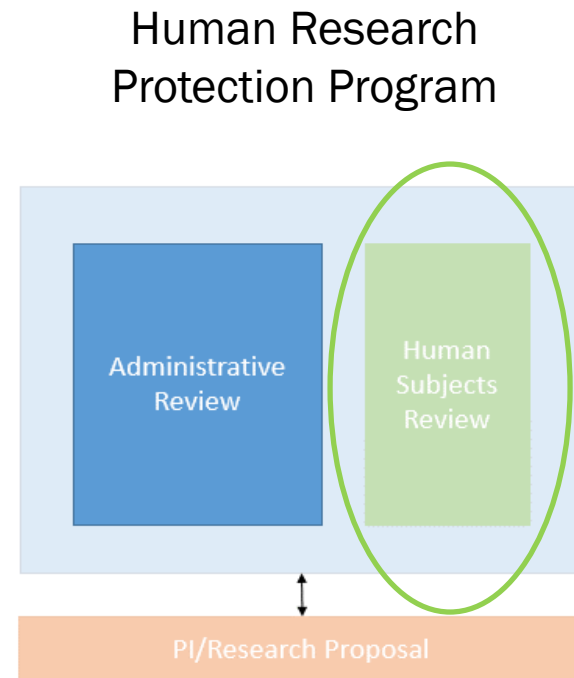 Human Research
Protection Program
Administrative
Review
Human
Subjects
Review
PI/Research Proposal